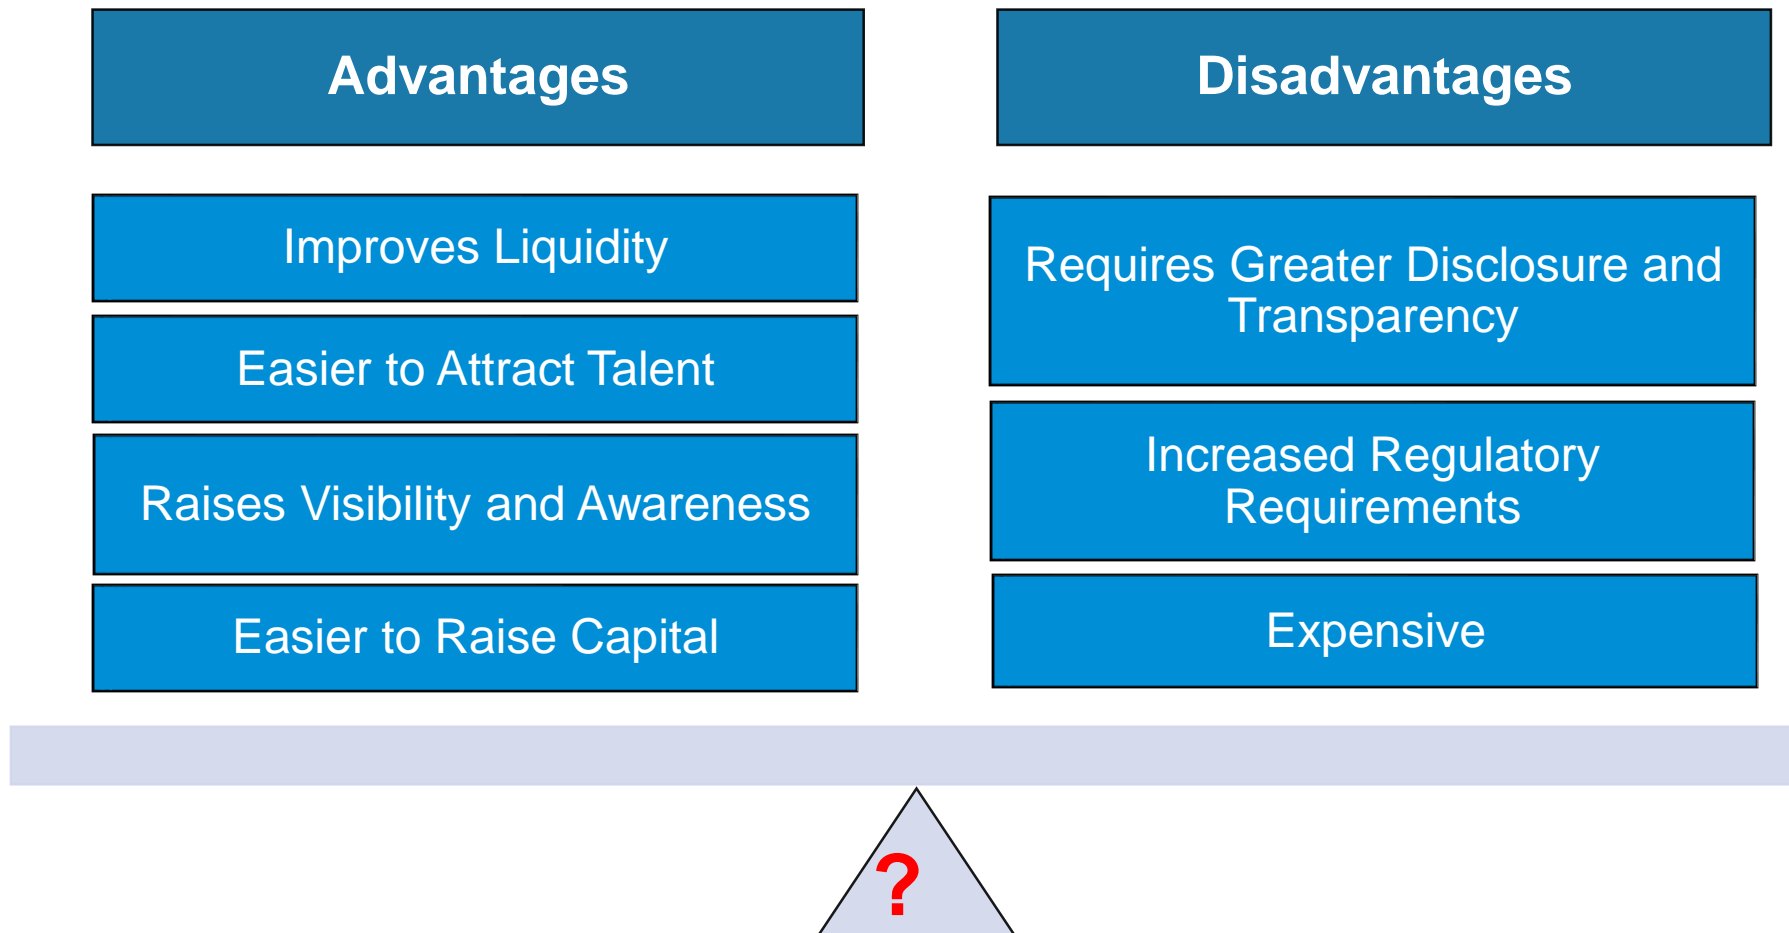 Advantages
Improves Liquidity
Easier to Attract Talent
Raises Visibility and Awareness
Easier to Raise Capital
Disadvantages
Requires Greater Disclosure and
Transparency
Increased Regulatory
Requirements
Expensive
?